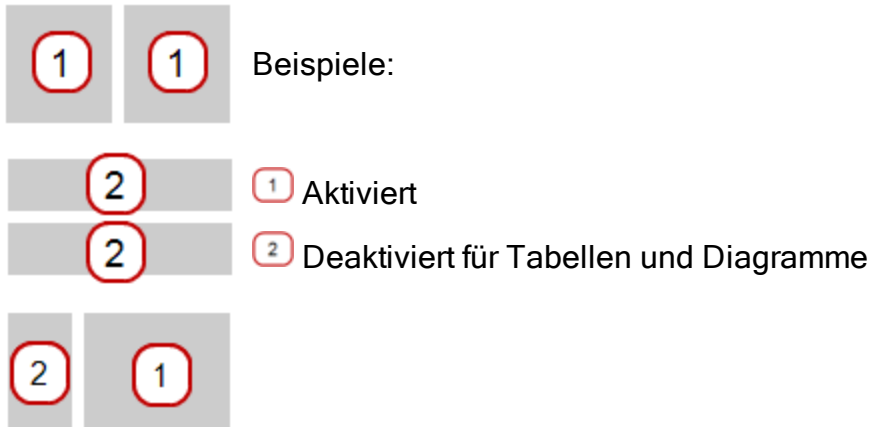 1 1 Beispiele:
2 1 Aktiviert
2 2 Deaktiviert für Tabellen und Diagramme
2 1